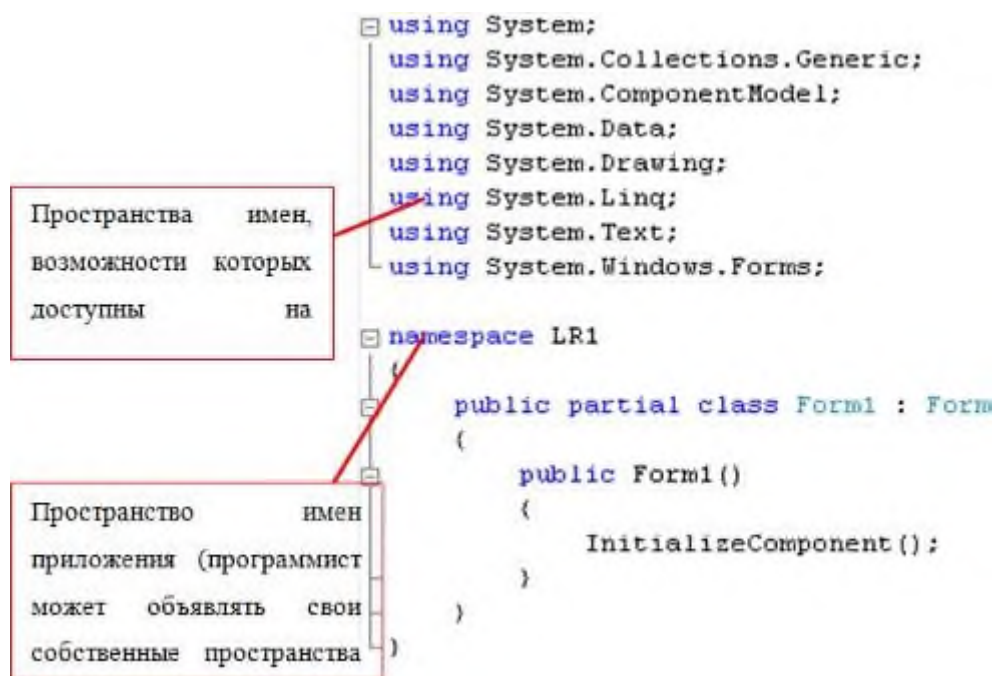 using System;
using System.Collections.Generic;
using System.ComponentModel;
using System.Data;
using System.Drawing;
using System.Linq;
using System.Text;
using System.Windows.Forms;
Пространства имен,
возможности которых
доступны на
namespace LR1
{
public partial class Form1 : Form
{
public Form1()
{
InitializeComponent();
}
}
}
Пространство имен
приложения (программист
может объявлять свои
собственные пространства